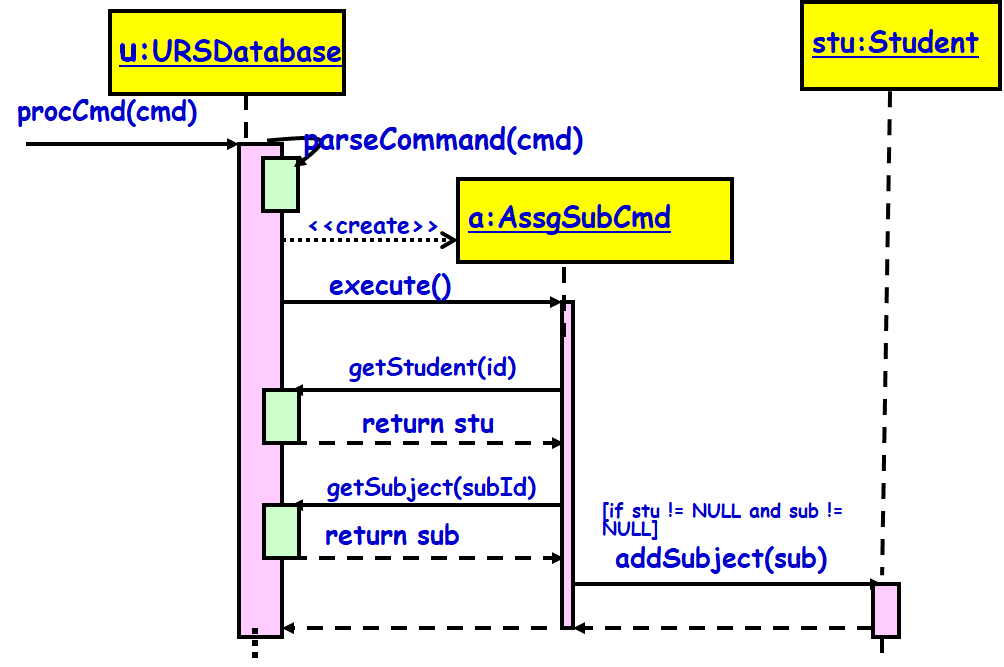 u:URSDatabase
stu:Student
procCmd(cmd)
parseCommand(cmd)
<<create>>
a:AssgSubCmd
execute()
getStudent(id)
return stu
getSubject(subId)
[if stu != NULL and sub !=
NULL]
return sub
addSubject(sub)